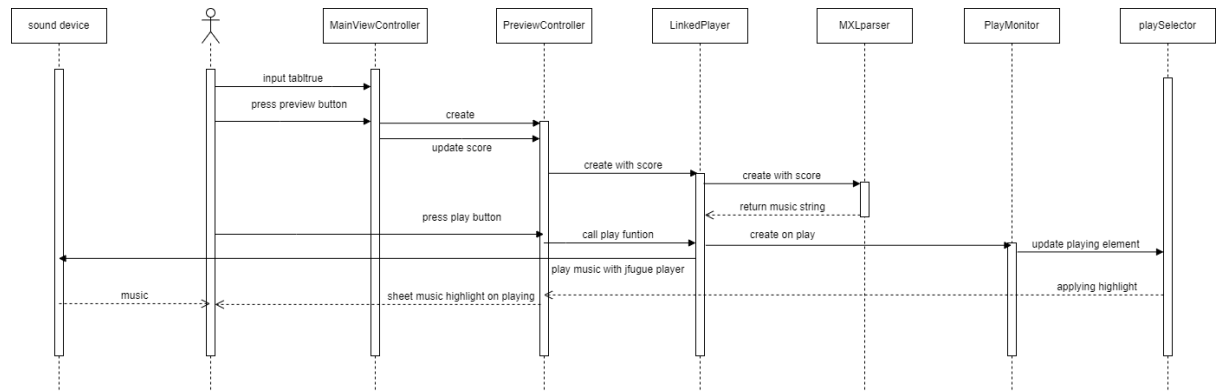 sound device
MainViewController
PreviewController
LinkedPlayer
MXLparser
PlayMonitor
playSelector
input tabltrue
press preview button
create
update score
create with score
create with score
return music string
press play button
call play funtion
create on play
update playing element
play music with jfugue player
applying highlight
music
sheet music highlight on playing